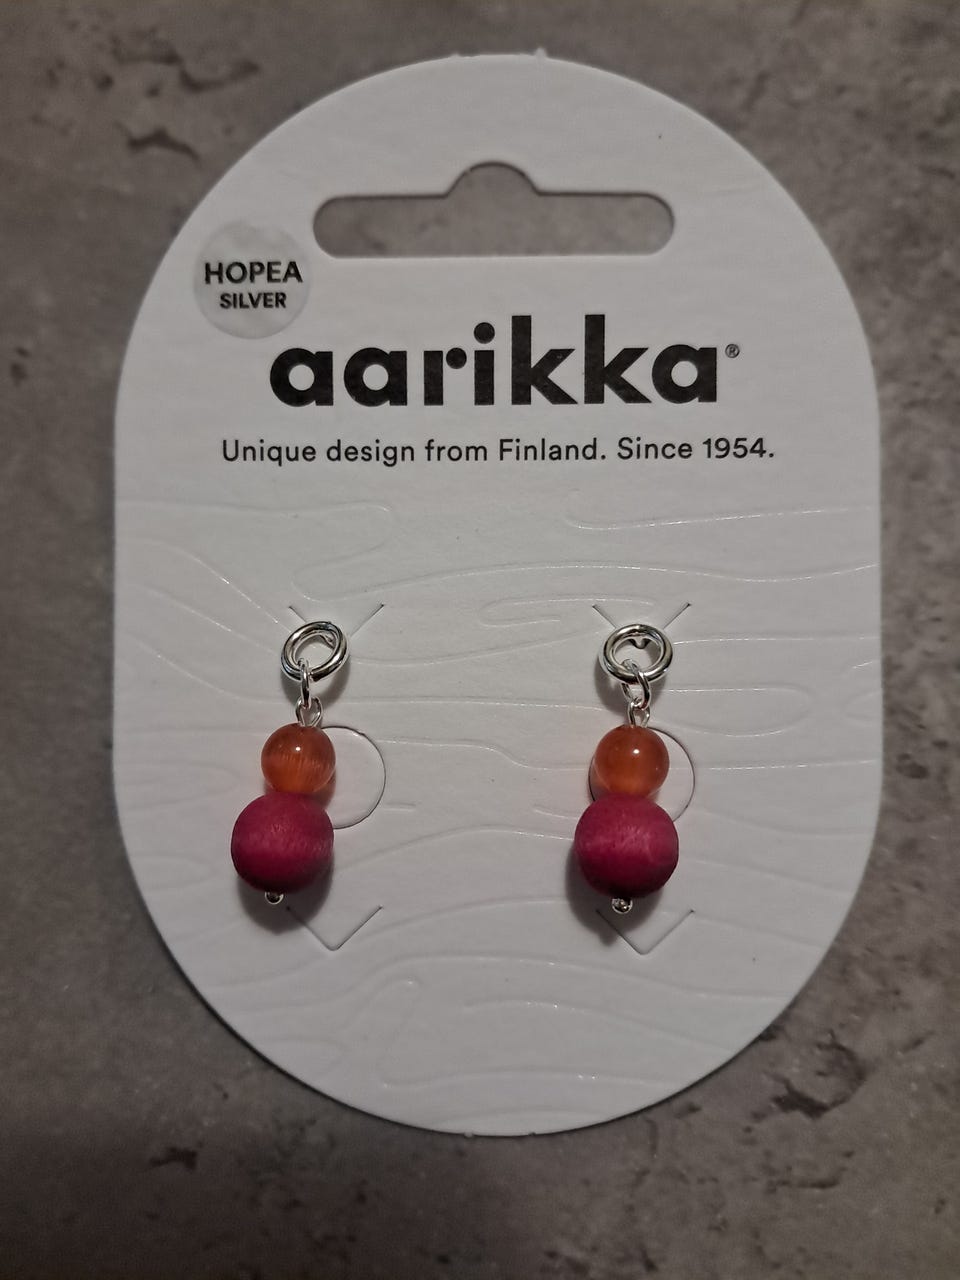 HOPEA
SILVER
aarikka®
Unique design from Finland. Since 1954.